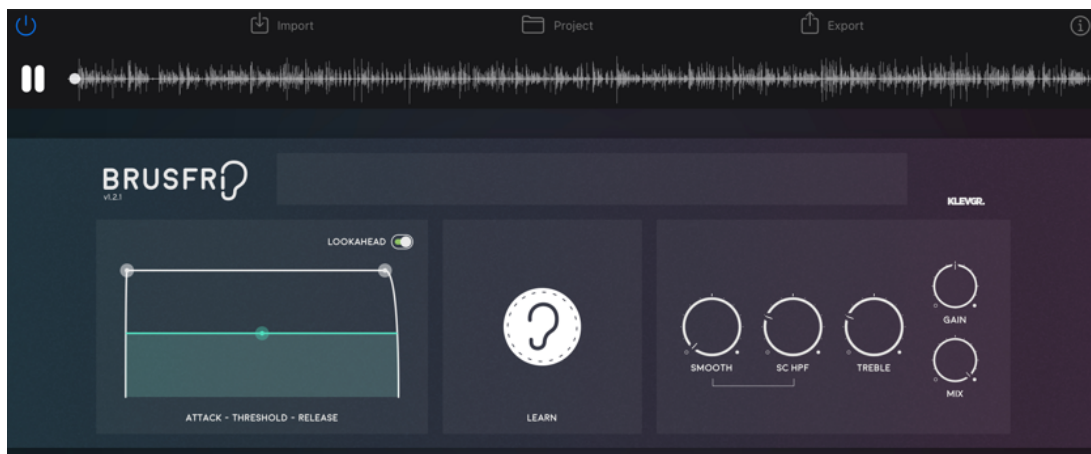 Import
Project
Export
BRUSFRI
v1.2.1
KLEVGR.
LOOKAHEAD
ATTACK - THRESHOLD - RELEASE
LEARN
SMOOTH
SC HPF
TREBLE
GAIN
MIX